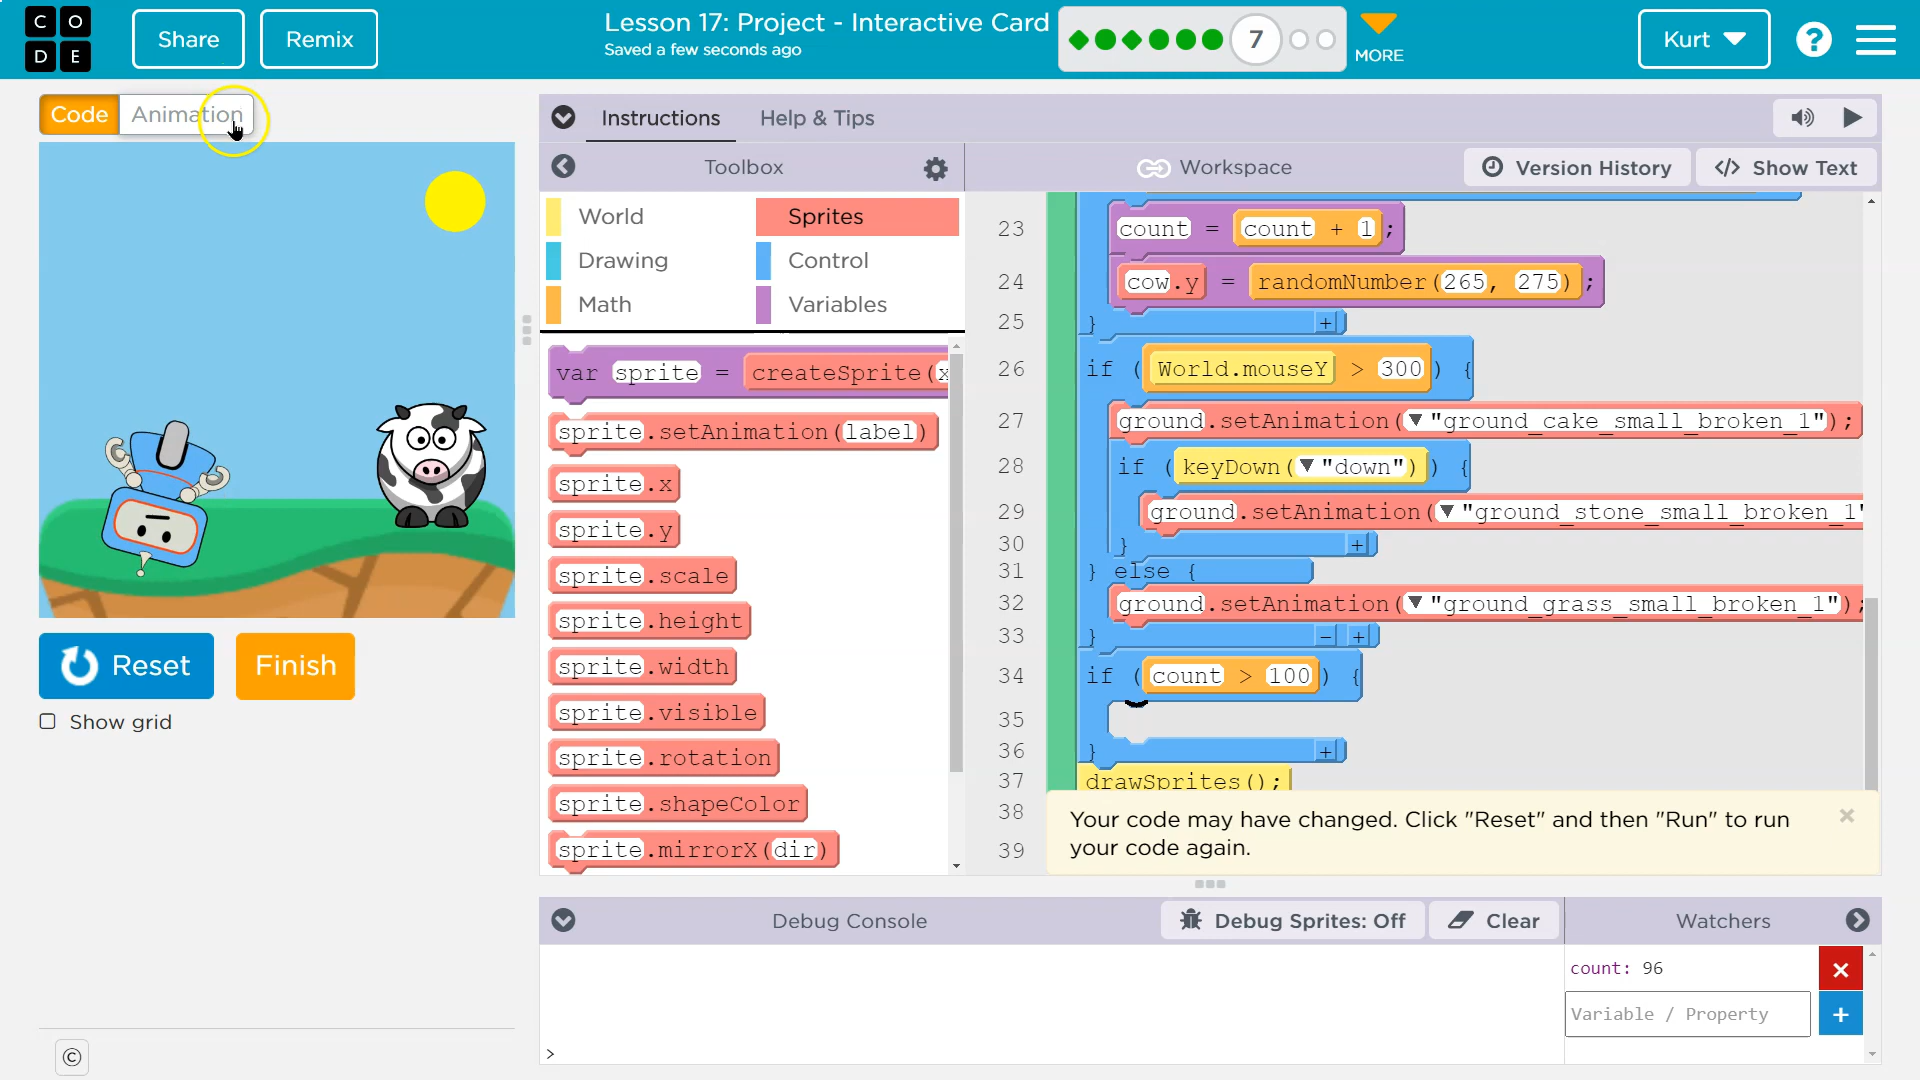 C O
D E
Share
Remix
Lesson 17: Project - Interactive Card
Saved a few seconds ago
7
MORE
Kurt
?
Code
Animation
Instructions
Help & Tips
Toolbox
Workspace
Version History
</> Show Text
World
Sprites
Drawing
Control
Math
Variables
var sprite = createSprite(x
sprite.setAnimation(label)
sprite.x
sprite.y
sprite.scale
sprite.height
sprite.width
sprite.visible
sprite.rotation
sprite.shapeColor
sprite.mirrorX(dir)
23 count = count + 1;
24 cow.y = randomNumber(265, 275);
25 } +
26 if (World.mouseY > 300) {
27 ground.setAnimation(▼"ground_cake_small_broken_1");
28 if (keyDown(▼"down")) {
29 ground.setAnimation(▼"ground_stone_small_broken_1"
30 } +
31 } else {
32 ground.setAnimation(▼"ground_grass_small_broken_1");
33 } - +
34 if (count > 100) {
35
36 } +
37 drawSprites();
38
39
Your code may have changed. Click "Reset" and then "Run" to run
your code again.
×
Reset
Finish
Show grid
Debug Console
Debug Sprites: Off
Clear
Watchers
count: 96
×
Variable / Property
+
>
©